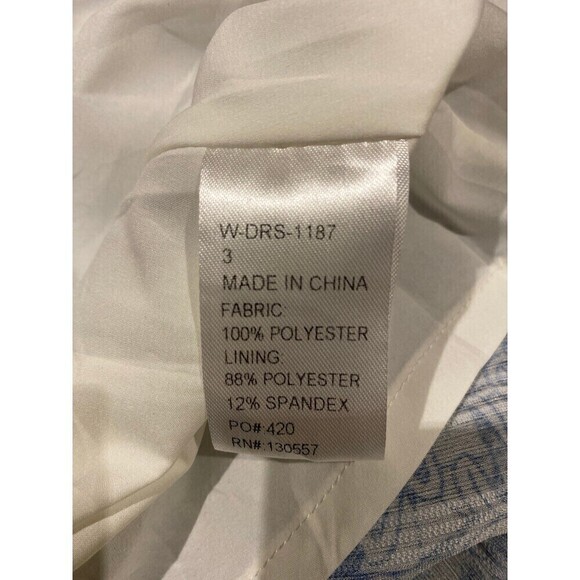 W-DRS-1187
3
MADE IN CHINA
FABRIC:
100% POLYESTER
LINING:
88% POLYESTER
12% SPANDEX
PO#:420
RN#:130557